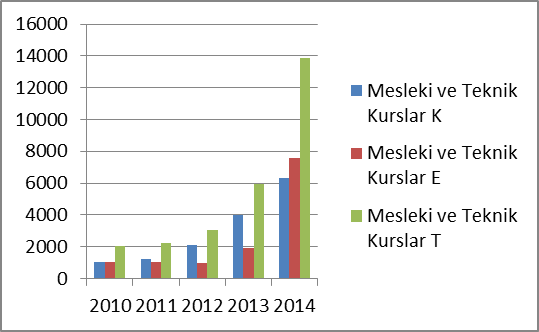 16000
14000
12000
10000
8000
6000
4000
2000
0
2010 2011 2012 2013 2014
Mesleki ve Teknik
Kurslar K
Mesleki ve Teknik
Kurslar E
Mesleki ve Teknik
Kurslar T